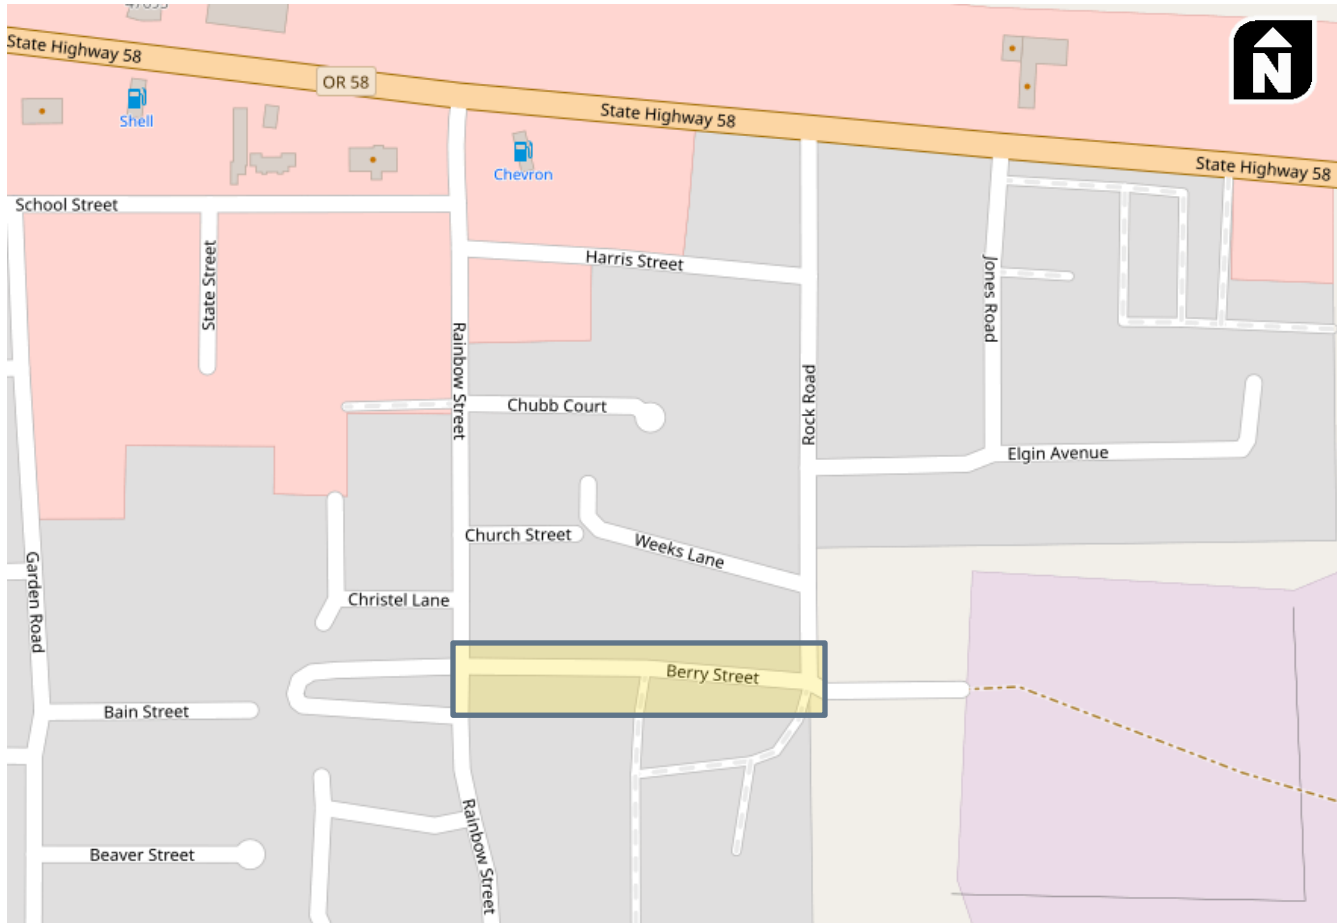 State Highway 58
OR 58
State Highway 58
State Highway 58
N
Shell
Chevron
School Street
State Street
Harris Street
Jones Road
Rainbow Street
Rock Road
Chubb Court
Elgin Avenue
Church Street
Weeks Lane
Garden Road
Christel Lane
Berry Street
Bain Street
Rainbow Street
Beaver Street